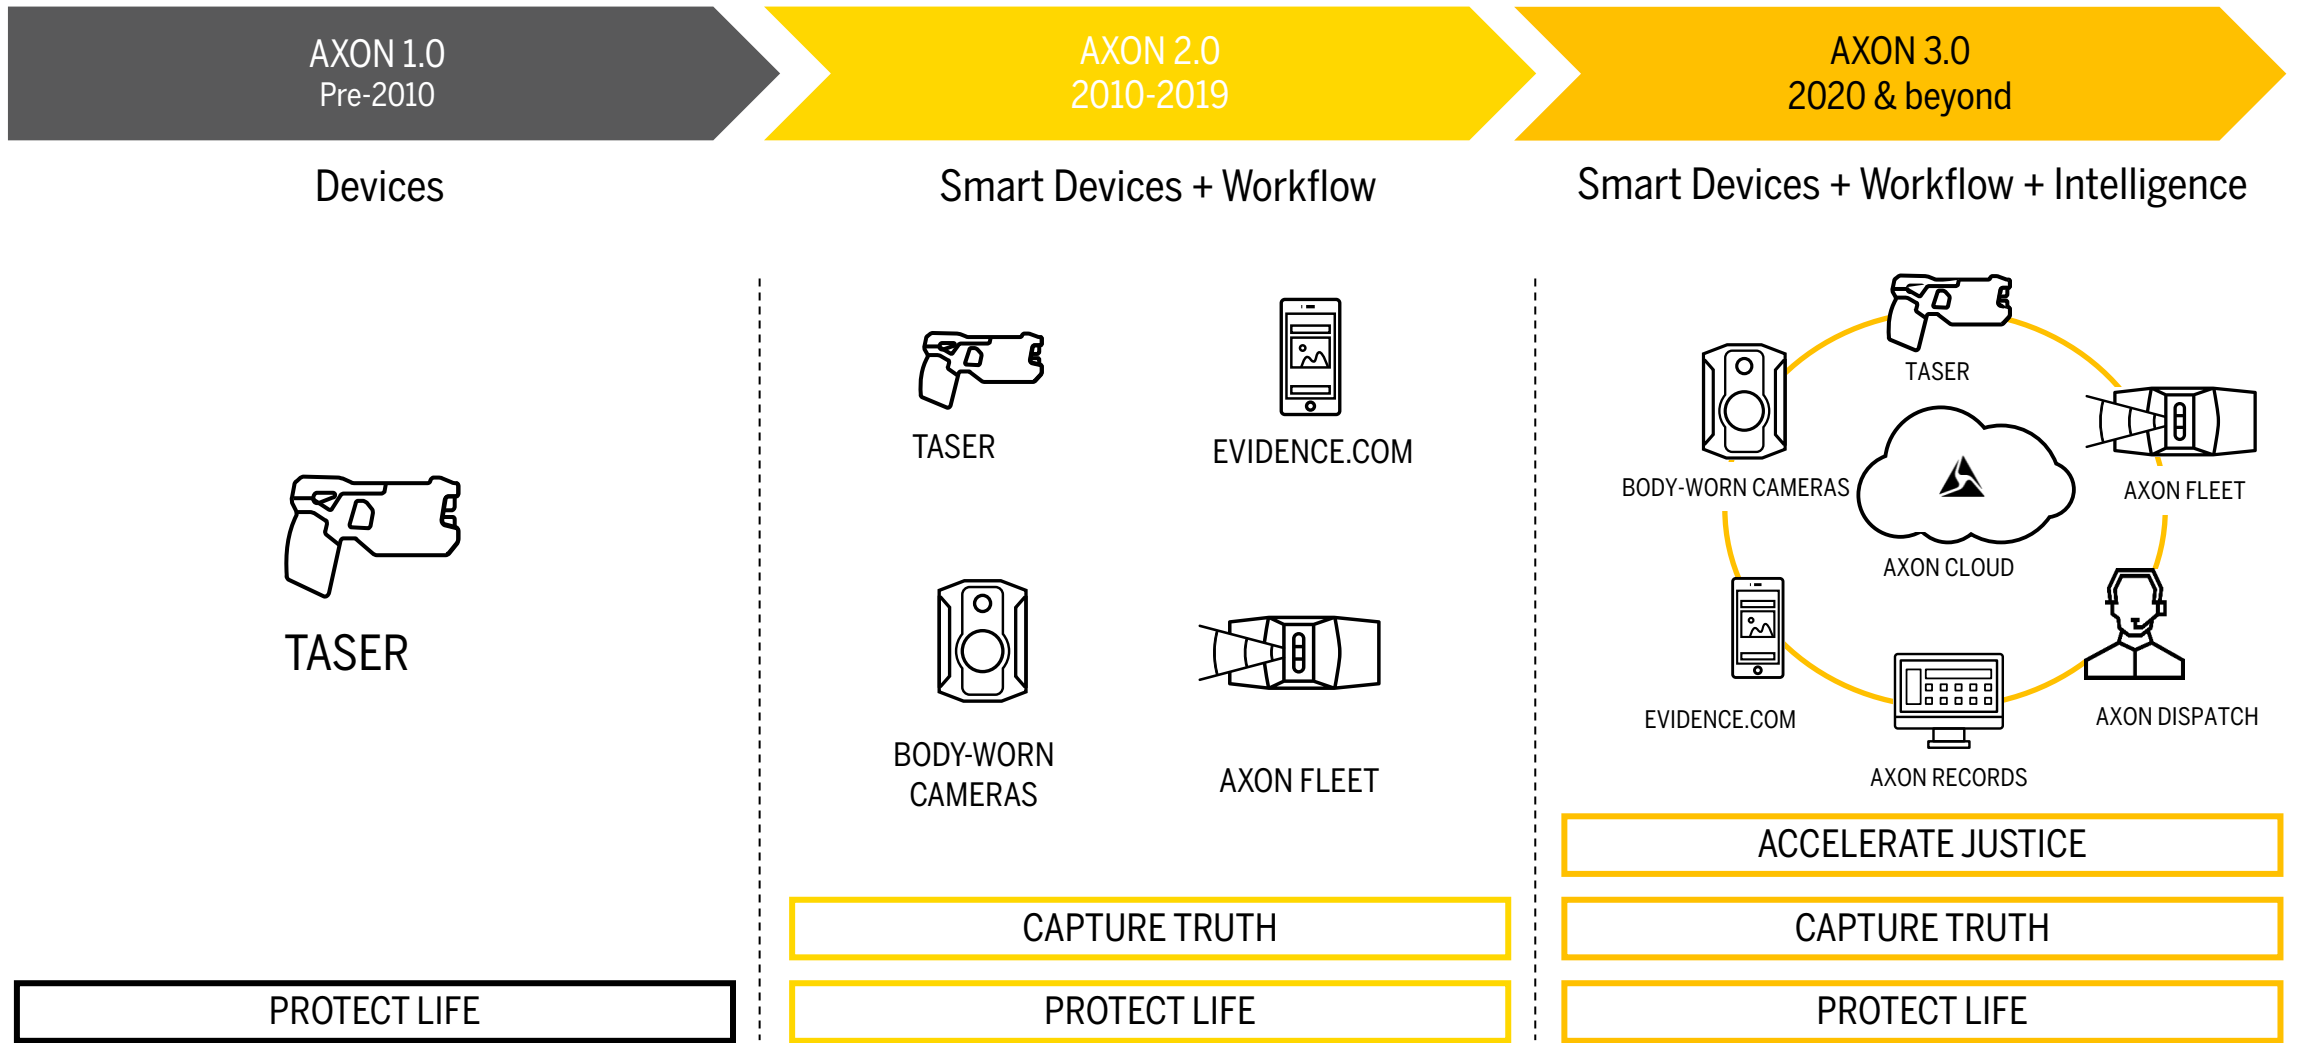 AXON 1.0
Pre-2010
AXON 2.0
2010-2019
AXON 3.0
2020 & beyond
Devices
Smart Devices + Workflow
Smart Devices + Workflow + Intelligence
TASER
PROTECT LIFE
TASER
EVIDENCE.COM
BODY-WORN
CAMERAS
AXON FLEET
CAPTURE TRUTH
PROTECT LIFE
TASER
BODY-WORN CAMERAS
AXON FLEET
AXON CLOUD
EVIDENCE.COM
AXON DISPATCH
AXON RECORDS
ACCELERATE JUSTICE
CAPTURE TRUTH
PROTECT LIFE